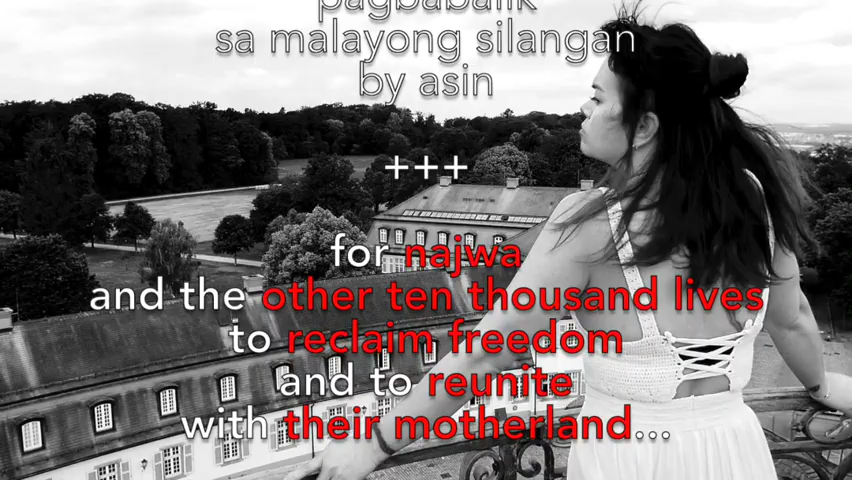 pagbabalik
sa malayong silangan
by asin
+++
for najwa
and the other ten thousand lives
to reclaim freedom
and to reunite
with their motherland...